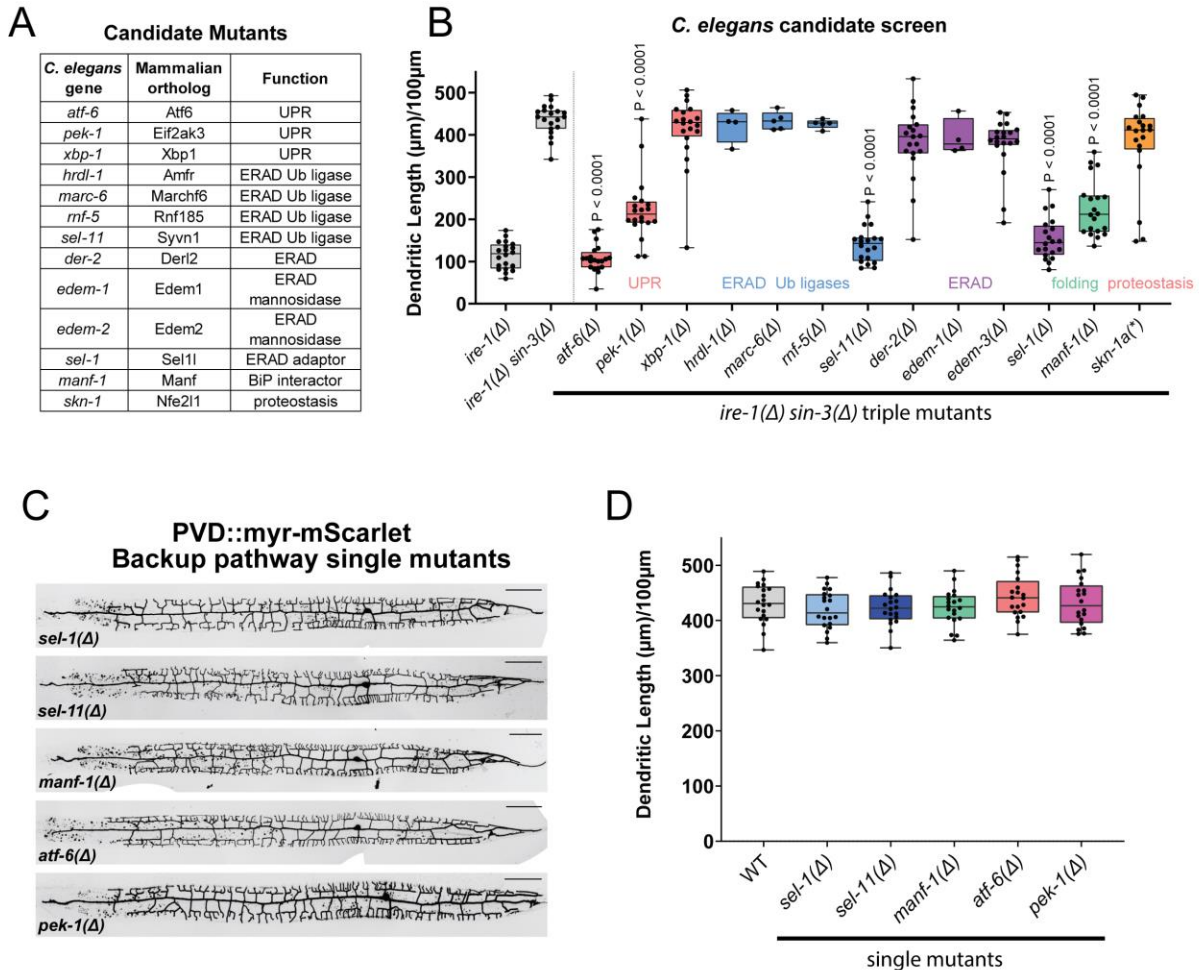 A
Candidate Mutants
C. elegans gene Mammalian ortholog Function
atf-6 Atf6 UPR
pek-1 Eif2ak3 UPR
xbp-1 Xbp1 UPR
hrdl-1 Amfr ERAD Ub ligase
marc-6 Marchf6 ERAD Ub ligase
rnf-5 Rnf185 ERAD Ub ligase
sel-11 Syvn1 ERAD Ub ligase
der-2 Derl2 ERAD
edem-1 Edem1 ERAD mannosidase
edem-2 Edem2 ERAD mannosidase
sel-1 Sel1l ERAD adaptor
manf-1 Manf BiP interactor
skn-1 Nfe2l1 proteostasis
B
C. elegans candidate screen
Dendritic Length (µm)/100µm
500
400
300
200
100
0
P < 0.0001
P < 0.0001
P < 0.0001
P < 0.0001
P < 0.0001
UPR
ERAD Ub ligases
ERAD
folding
proteostasis
ire-1(Δ)
ire-1(Δ) sin-3(Δ)
atf-6(Δ)
pek-1(Δ)
xbp-1(Δ)
hrdl-1(Δ)
marc-6(Δ)
rnf-5(Δ)
sel-11(Δ)
der-2(Δ)
edem-1(Δ)
edem-3(Δ)
sel-1(Δ)
manf-1(Δ)
skn-1a(*)
ire-1(Δ) sin-3(Δ) triple mutants
C
PVD::myr-mScarlet
Backup pathway single mutants
sel-1(Δ)
sel-11(Δ)
manf-1(Δ)
atf-6(Δ)
pek-1(Δ)
D
Dendritic Length (µm)/100µm
500
400
300
200
100
0
WT
sel-1(Δ)
sel-11(Δ)
manf-1(Δ)
atf-6(Δ)
pek-1(Δ)
single mutants